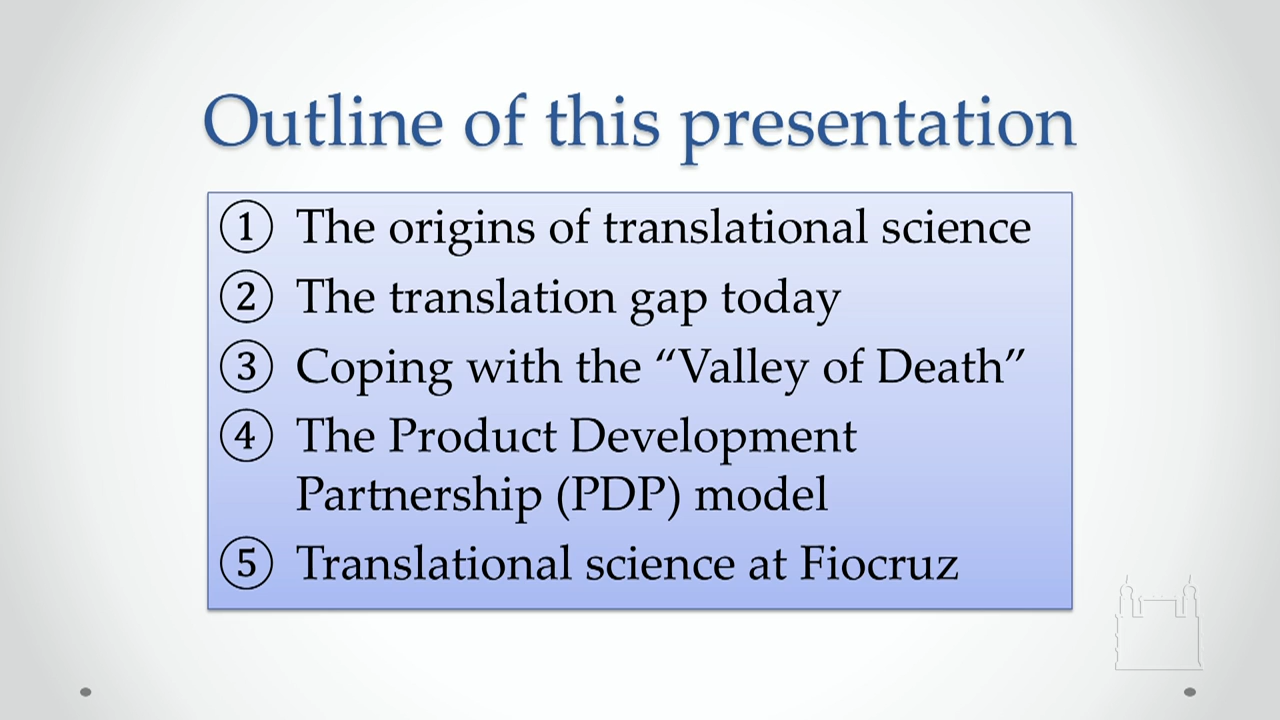 Outline of this presentation
① The origins of translational science
② The translation gap today
③ Coping with the “Valley of Death”
④ The Product Development
Partnership (PDP) model
⑤ Translational science at Fiocruz